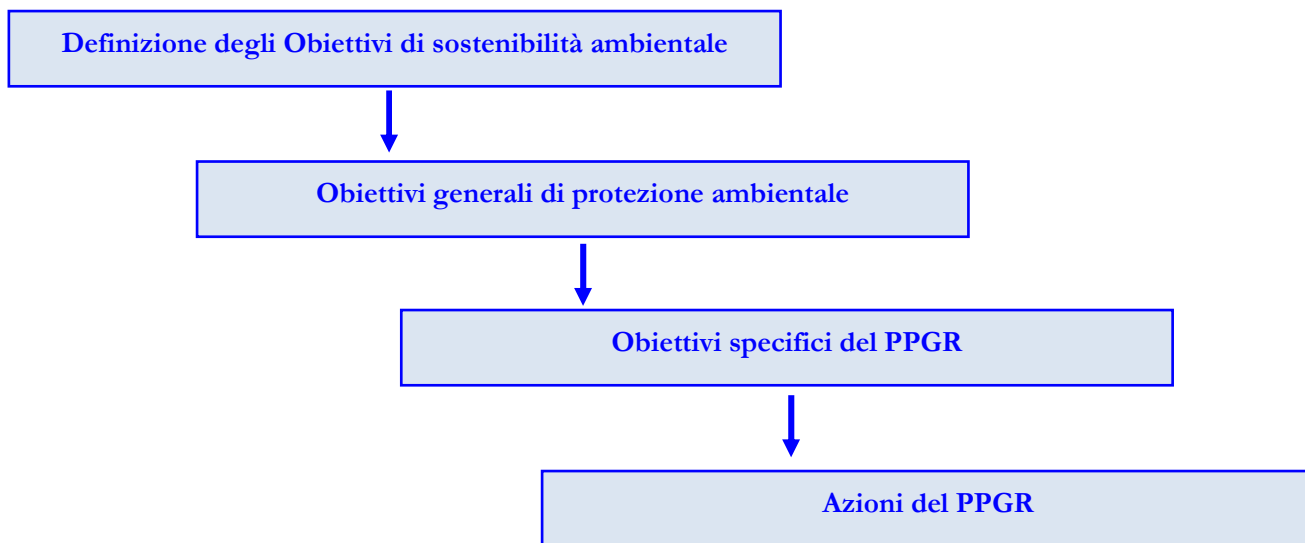 Definizione degli Obiettivi di sostenibilità ambientale
Obiettivi generali di protezione ambientale
Obiettivi specifici del PPGR
Azioni del PPGR